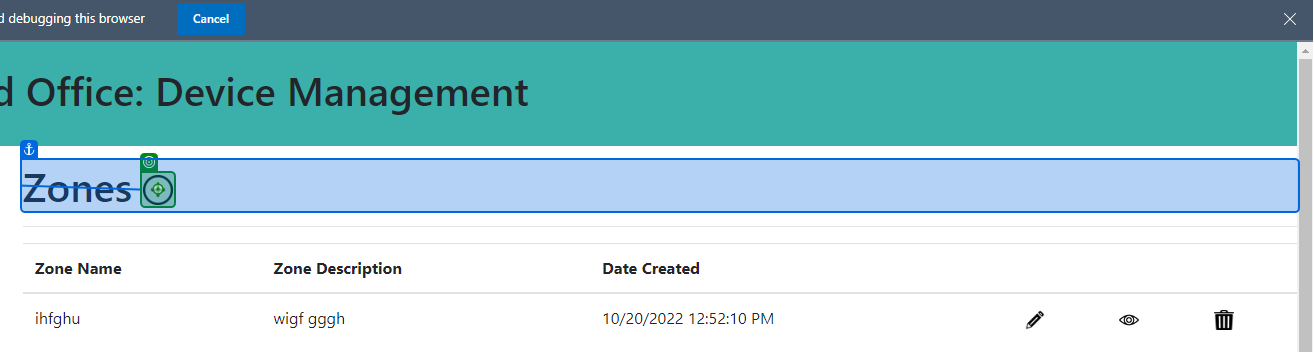 d debugging this browser Cancel
d Office: Device Management
Zones
Zone Name Zone Description Date Created
ihfghu wigf gggh 10/20/2022 12:52:10 PM